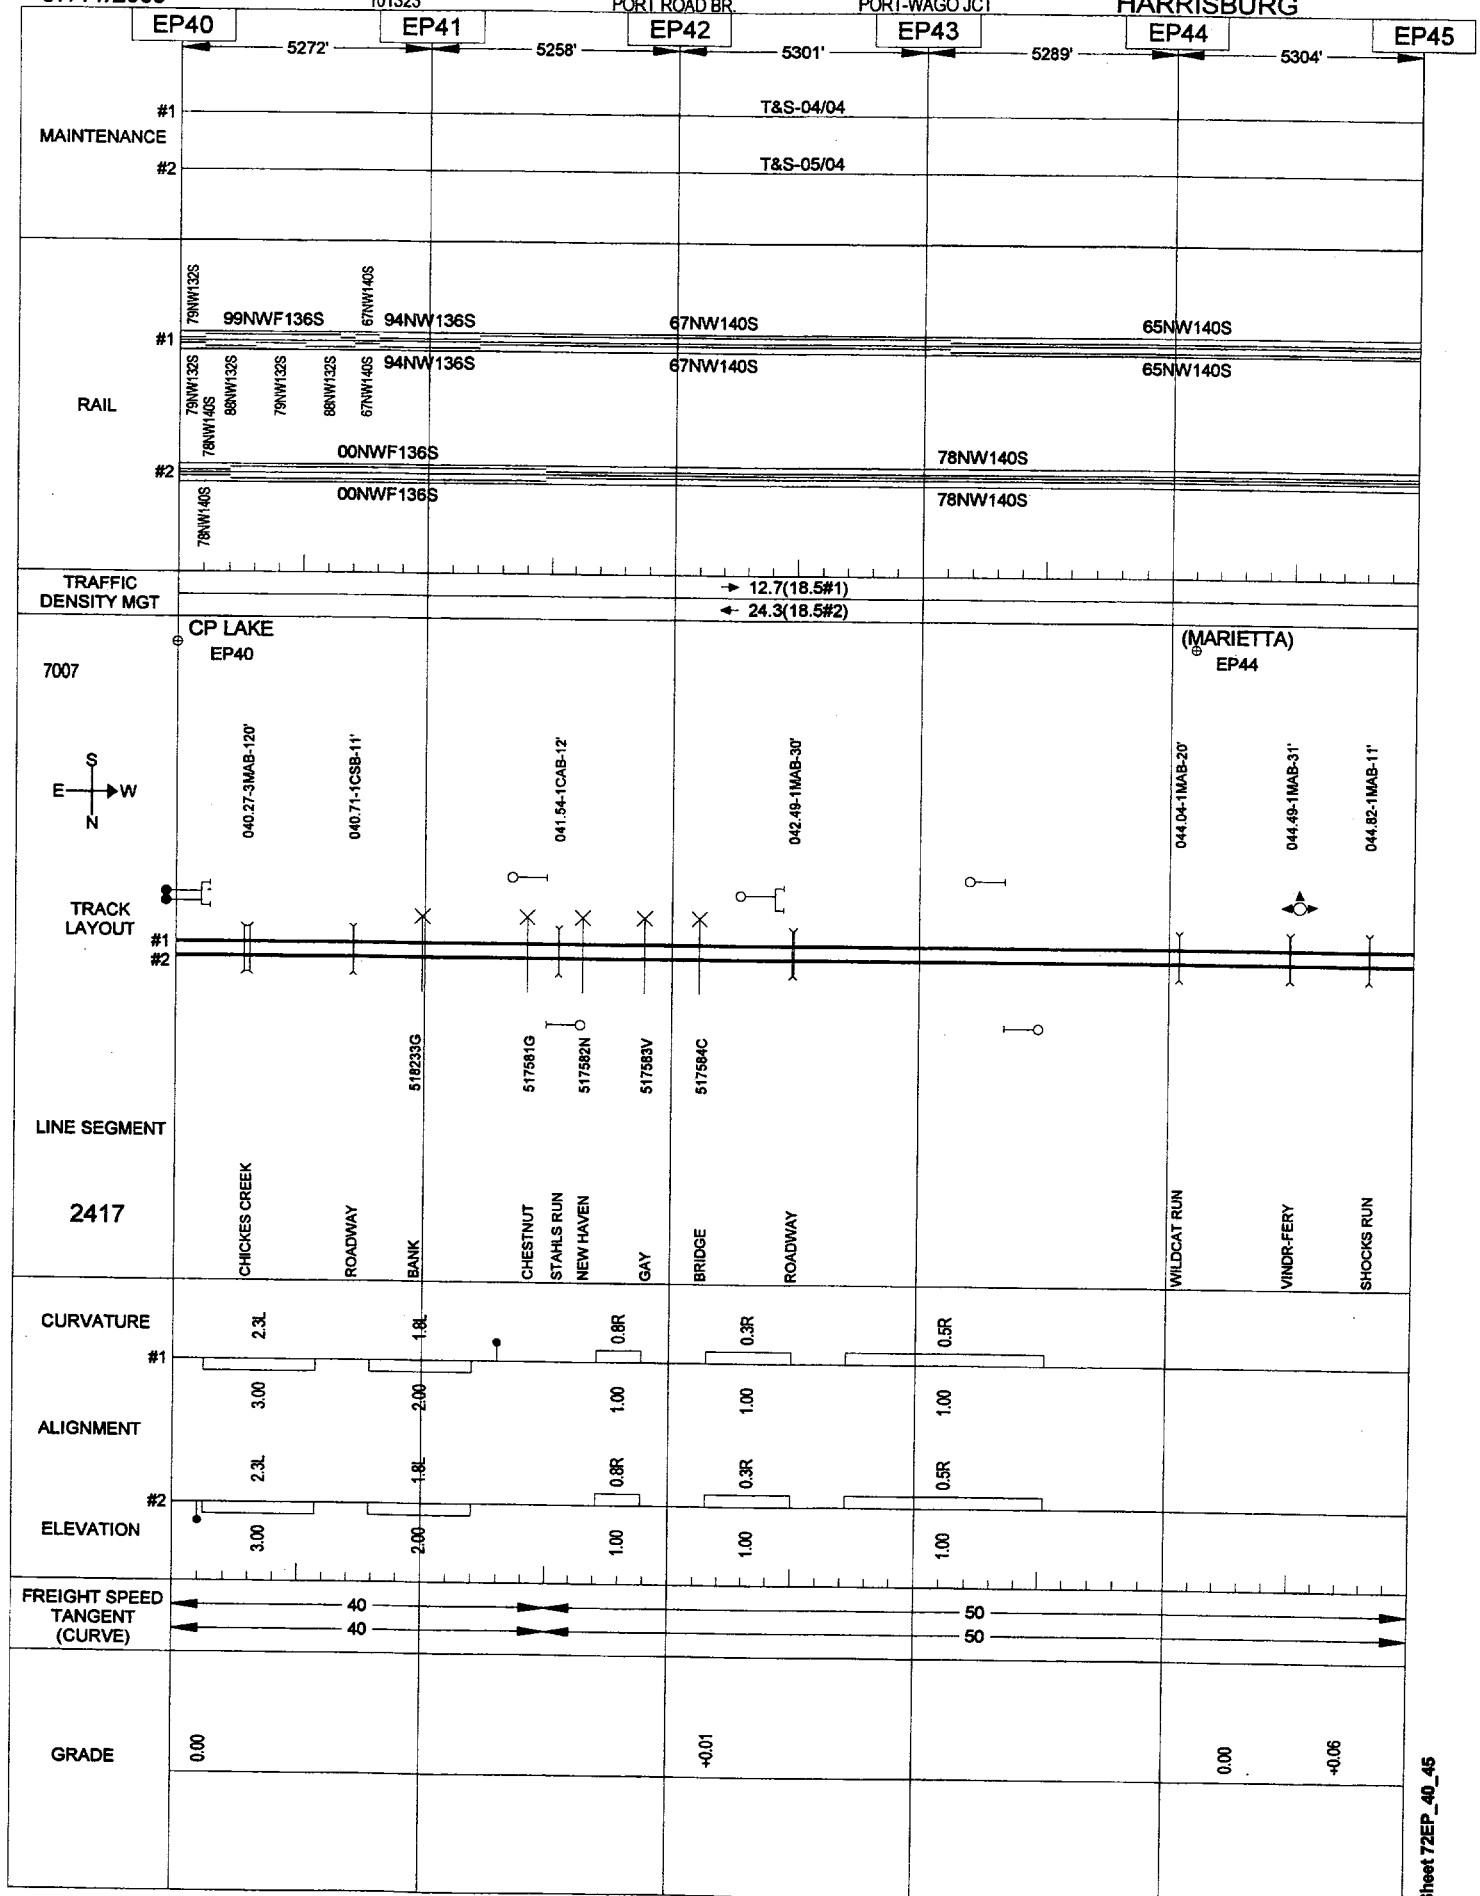 101323
PORT ROAD BR.
PORT-WAGO JCT
HARRISBURG
EP40
EP41
EP42
EP43
EP44
EP45
5272'
5258'
5301'
5289'
5304'
MAINTENANCE
#1
T&S-04/04
#2
T&S-05/04
RAIL
79NW132S
99NWF136S
67NW140S
94NW136S
67NW140S
65NW140S
#1
79NW132S
78NW140S
88NW132S
79NW132S
88NW132S
67NW140S
94NW136S
67NW140S
65NW140S
00NWF136S
78NW140S
#2
78NW140S
00NWF136S
78NW140S
TRAFFIC
DENSITY MGT
12.7(18.5#1)
24.3(18.5#2)
CP LAKE
EP40
(MARIETTA)
EP44
7007
S
E
W
N
040.27-3MAB-120'
040.71-1CSB-11'
041.54-1CAB-12'
042.49-1MAB-30'
044.04-1MAB-20'
044.49-1MAB-31'
044.82-1MAB-11'
TRACK
LAYOUT
#1
#2
518233G
517581G
517582N
517583V
517584C
LINE SEGMENT
2417
CHICKES CREEK
ROADWAY
BANK
CHESTNUT
STAHLS RUN
NEW HAVEN
GAY
BRIDGE
ROADWAY
WILDCAT RUN
VINDR-FERY
SHOCKS RUN
CURVATURE
#1
2.3L
1.8L
0.8R
0.3R
0.5R
3.00
2.00
1.00
1.00
1.00
ALIGNMENT
#2
2.3L
1.8L
0.8R
0.3R
0.5R
ELEVATION
3.00
2.00
1.00
1.00
1.00
FREIGHT SPEED
TANGENT
(CURVE)
40
50
40
50
GRADE
0.00
+0.01
0.00
+0.06
Sheet 72EP_40_45